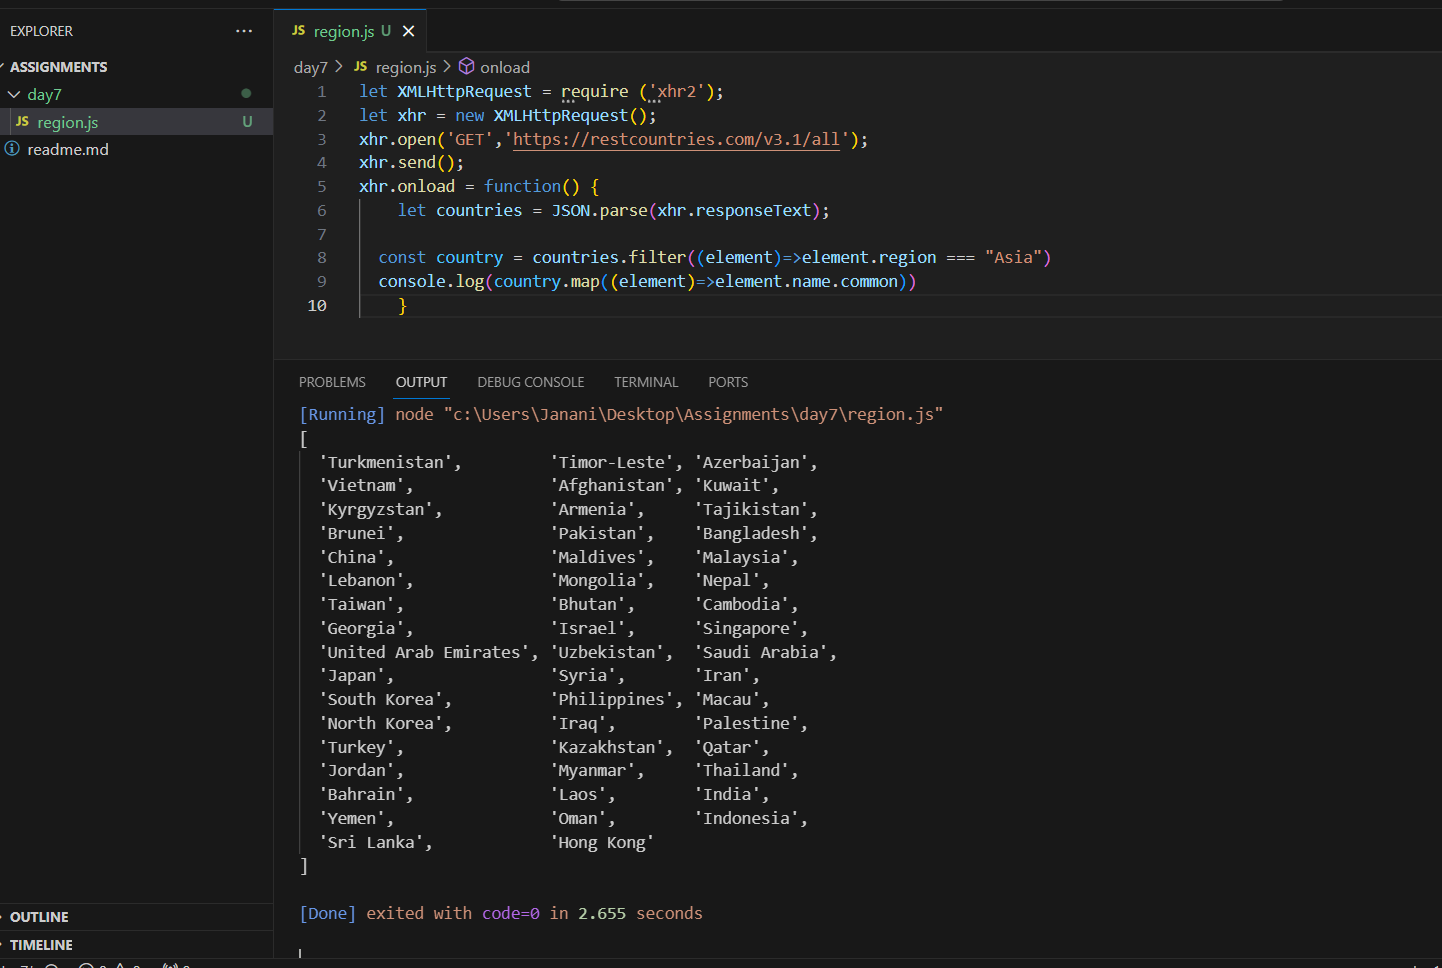 EXPLORER ...
ASSIGNMENTS
day7
JS region.js U
readme.md
OUTLINE
TIMELINE
JS region.js U
day7 > JS region.js > onload
1 let XMLHttpRequest = require ('xhr2');
2 let xhr = new XMLHttpRequest();
3 xhr.open('GET','https://restcountries.com/v3.1/all');
4 xhr.send();
5 xhr.onload = function() {
6 let countries = JSON.parse(xhr.responseText);
7
8 const country = countries.filter((element)=>element.region === "Asia")
9 console.log(country.map((element)=>element.name.common))
10 }
PROBLEMS OUTPUT DEBUG CONSOLE TERMINAL PORTS
[Running] node "c:\Users\Janani\Desktop\Assignments\day7\region.js"
[
'Turkmenistan', 'Timor-Leste', 'Azerbaijan',
'Vietnam', 'Afghanistan', 'Kuwait',
'Kyrgyzstan', 'Armenia', 'Tajikistan',
'Brunei', 'Pakistan', 'Bangladesh',
'China', 'Maldives', 'Malaysia',
'Lebanon', 'Mongolia', 'Nepal',
'Taiwan', 'Bhutan', 'Cambodia',
'Georgia', 'Israel', 'Singapore',
'United Arab Emirates', 'Uzbekistan', 'Saudi Arabia',
'Japan', 'Syria', 'Iran',
'South Korea', 'Philippines', 'Macau',
'North Korea', 'Iraq', 'Palestine',
'Turkey', 'Kazakhstan', 'Qatar',
'Jordan', 'Myanmar', 'Thailand',
'Bahrain', 'Laos', 'India',
'Yemen', 'Oman', 'Indonesia',
'Sri Lanka', 'Hong Kong'
]
[Done] exited with code=0 in 2.655 seconds